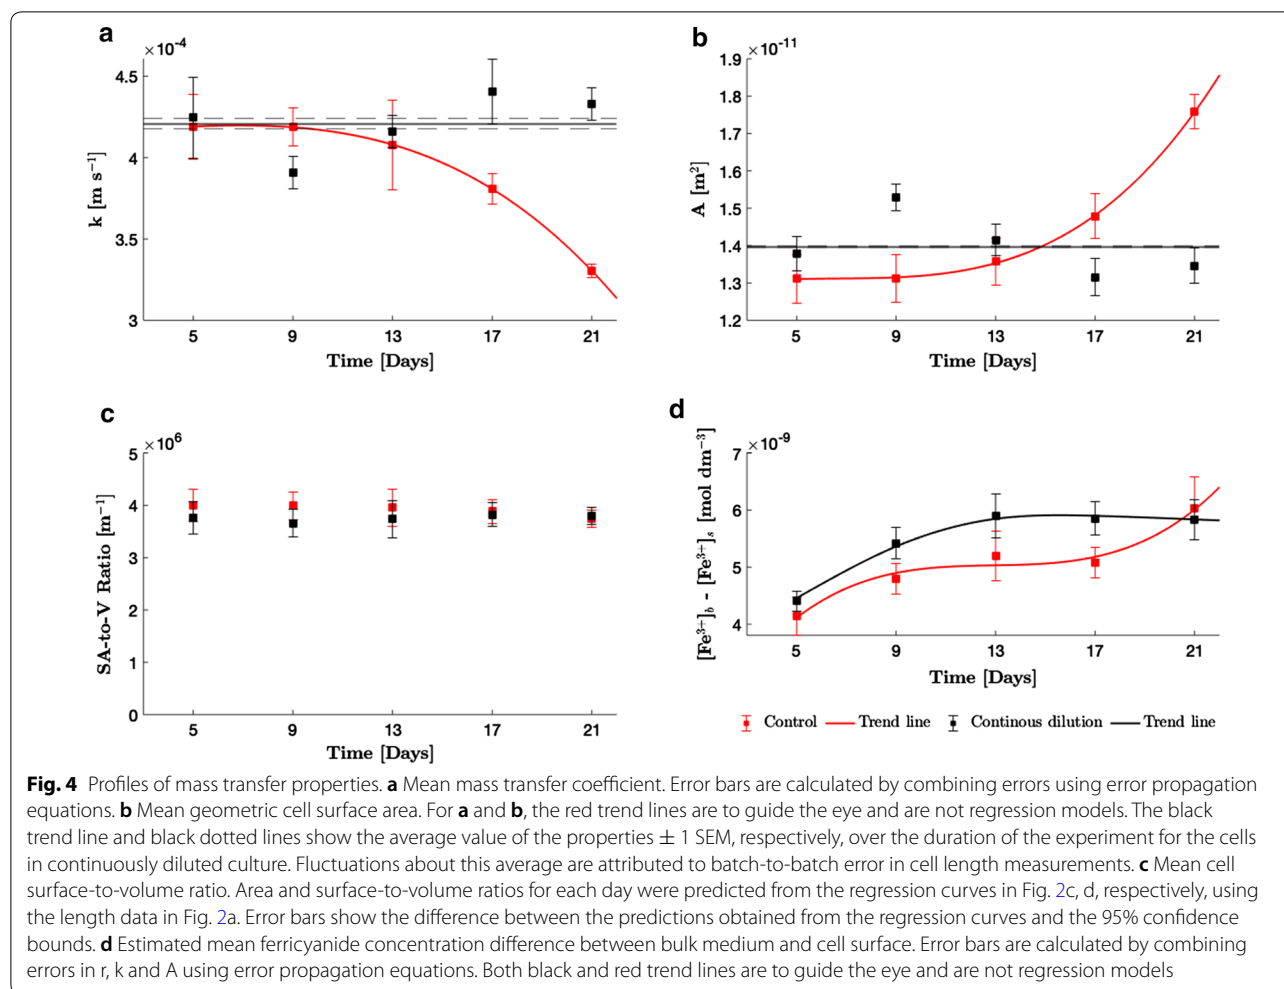 a
×10⁻⁴
4.5
4
3.5
3
k [m s⁻¹]
5 9 13 17 21
Time [Days]
b
×10⁻¹¹
1.9
1.8
1.7
1.6
1.5
1.4
1.3
1.2
A [m²]
5 9 13 17 21
Time [Days]
c
×10⁶
5
4
3
2
1
0
SA-to-V Ratio [m⁻¹]
5 9 13 17 21
Time [Days]
d
×10⁻⁹
7
6
5
4
[Fe³⁺]b - [Fe³⁺]s [mol dm⁻³]
5 9 13 17 21
Time [Days]
Control Trend line Continous dilution Trend line
Fig. 4 Profiles of mass transfer properties. a Mean mass transfer coefficient. Error bars are calculated by combining errors using error propagation
equations. b Mean geometric cell surface area. For a and b, the red trend lines are to guide the eye and are not regression models. The black
trend line and black dotted lines show the average value of the properties ± 1 SEM, respectively, over the duration of the experiment for the cells
in continuously diluted culture. Fluctuations about this average are attributed to batch-to-batch error in cell length measurements. c Mean cell
surface-to-volume ratio. Area and surface-to-volume ratios for each day were predicted from the regression curves in Fig. 2c, d, respectively, using
the length data in Fig. 2a. Error bars show the difference between the predictions obtained from the regression curves and the 95% confidence
bounds. d Estimated mean ferricyanide concentration difference between bulk medium and cell surface. Error bars are calculated by combining
errors in r, k and A using error propagation equations. Both black and red trend lines are to guide the eye and are not regression models